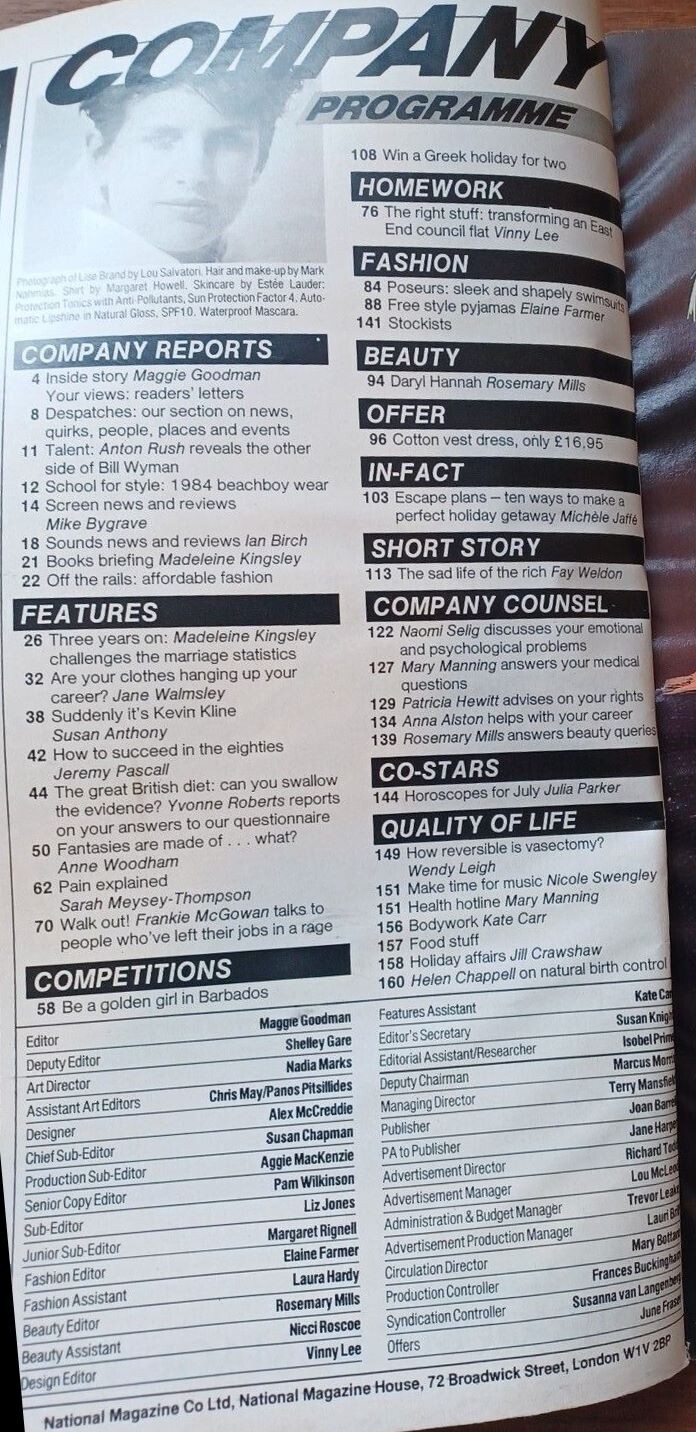 COMPANY
PROGRAMME
Photograph of Lise Brand by Lou Salvatori. Hair and make-up by Mark
Nahmias. Shirt by Margaret Howell. Skincare by Estée Lauder:
Protection Tonics with Anti-Pollutants, Sun Protection Factor 4, Auto-
matic Lipshine in Natural Gloss, SPF10. Waterproof Mascara.
COMPANY REPORTS
4 Inside story Maggie Goodman
Your views: readers' letters
8 Despatches: our section on news,
quirks, people, places and events
11 Talent: Anton Rush reveals the other
side of Bill Wyman
12 School for style: 1984 beachboy wear
14 Screen news and reviews
Mike Bygrave
18 Sounds news and reviews Ian Birch
21 Books briefing Madeleine Kingsley
22 Off the rails: affordable fashion
FEATURES
26 Three years on: Madeleine Kingsley
challenges the marriage statistics
32 Are your clothes hanging up your
career? Jane Walmsley
38 Suddenly it's Kevin Kline
Susan Anthony
42 How to succeed in the eighties
Jeremy Pascall
44 The great British diet: can you swallow
the evidence? Yvonne Roberts reports
on your answers to our questionnaire
50 Fantasies are made of . . . what?
Anne Woodham
62 Pain explained
Sarah Meysey-Thompson
70 Walk out! Frankie McGowan talks to
people who've left their jobs in a rage
COMPETITIONS
58 Be a golden girl in Barbados
108 Win a Greek holiday for two
HOMEWORK
76 The right stuff: transforming an East
End council flat Vinny Lee
FASHION
84 Poseurs: sleek and shapely swimsuits
88 Free style pyjamas Elaine Farmer
141 Stockists
BEAUTY
94 Daryl Hannah Rosemary Mills
OFFER
96 Cotton vest dress, only £16.95
IN-FACT
103 Escape plans – ten ways to make a
perfect holiday getaway Michèle Jaffé
SHORT STORY
113 The sad life of the rich Fay Weldon
COMPANY COUNSEL
122 Naomi Selig discusses your emotional
and psychological problems
127 Mary Manning answers your medical
questions
129 Patricia Hewitt advises on your rights
134 Anna Alston helps with your career
139 Rosemary Mills answers beauty queries
CO-STARS
144 Horoscopes for July Julia Parker
QUALITY OF LIFE
149 How reversible is vasectomy?
Wendy Leigh
151 Make time for music Nicole Swengley
151 Health hotline Mary Manning
156 Bodywork Kate Carr
157 Food stuff
158 Holiday affairs Jill Crawshaw
160 Helen Chappell on natural birth control
Editor Maggie Goodman
Deputy Editor Shelley Gare
Art Director Nadia Marks
Assistant Art Editors Chris May/Panos Pitsillides
Designer Alex McCreddie
Chief Sub-Editor Susan Chapman
Production Sub-Editor Aggie MacKenzie
Senior Copy Editor Pam Wilkinson
Sub-Editor Liz Jones
Junior Sub-Editor Margaret Rignell
Fashion Editor Elaine Farmer
Fashion Assistant Laura Hardy
Beauty Editor Rosemary Mills
Beauty Assistant Nicci Roscoe
Design Editor Vinny Lee
Features Assistant Kate Carr
Editor's Secretary Susan Knight
Editorial Assistant/Researcher Isobel
Deputy Chairman Marcus
Managing Director Terry Mansfield
Publisher Joan
PA to Publisher Jane
Advertisement Director Richard
Advertisement Manager Lou McLeod
Administration & Budget Manager Trevor
Advertisement Production Manager
Circulation Director Mary
Production Controller Frances Buckingham
Syndication Controller Susanna van Langenberg
Offers June Fraser
National Magazine Co Ltd, National Magazine House, 72 Broadwick Street, London W1V 2BP